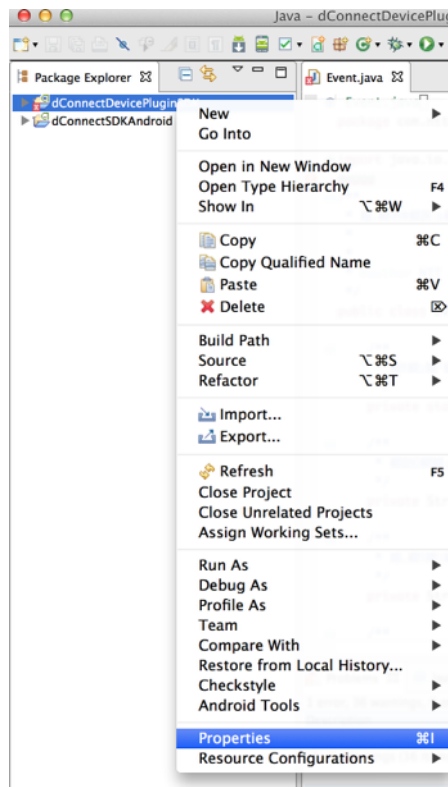 Java - dConnectDevicePlu
Package Explorer
Event.java
dConnectDevicePlugin
dConnectSDKAndroid
New
Go Into
Open in New Window
Open Type Hierarchy F4
Show In ⌥⌘W
Copy ⌘C
Copy Qualified Name
Paste ⌘V
Delete ⌦
Build Path
Source ⌥⌘S
Refactor ⌥⌘T
Import...
Export...
Refresh F5
Close Project
Close Unrelated Projects
Assign Working Sets...
Run As
Debug As
Profile As
Team
Compare With
Restore from Local History...
Checkstyle
Android Tools
Properties ⌘I
Resource Configurations